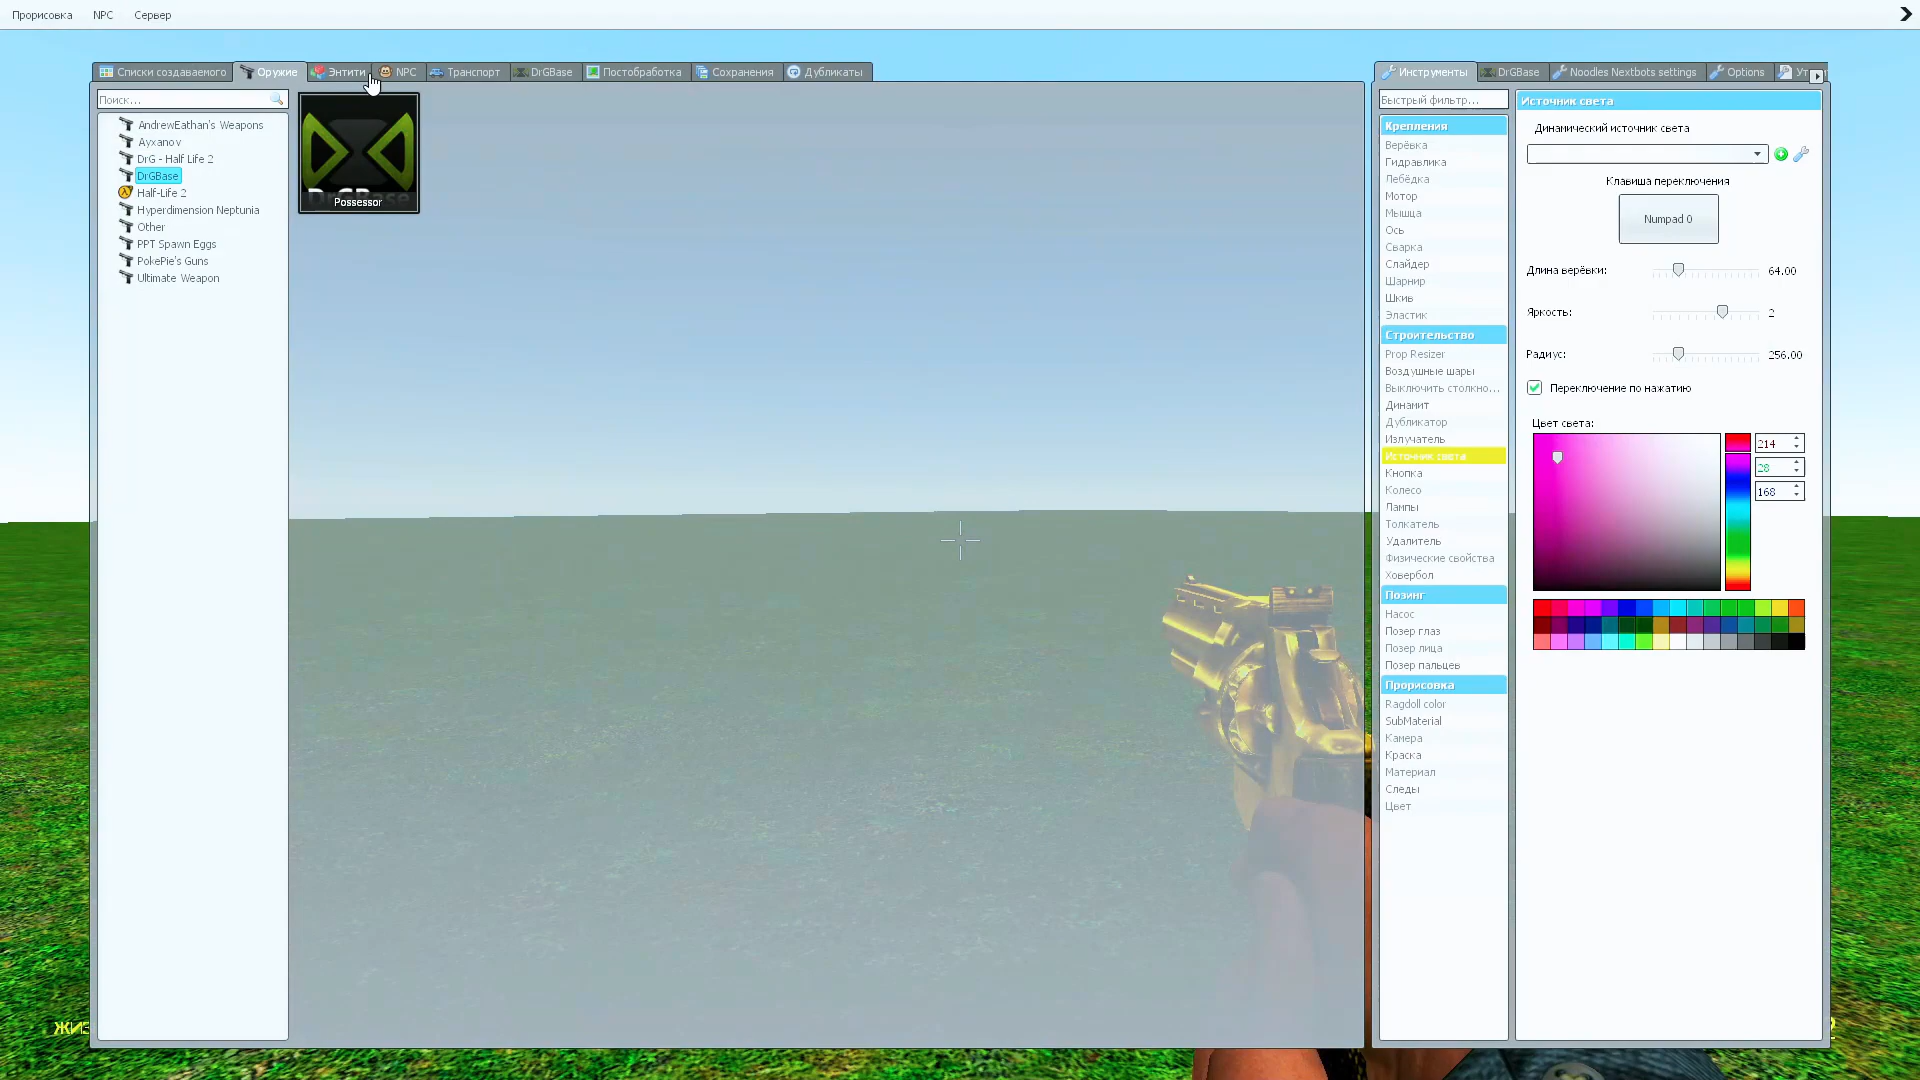 Прорисовка NPC Сервер
Списки создаваемого Оружие Энтити NPC Транспорт DrGBase Постобработка Сохранения Дубликаты
Поиск...
AndrewEathan's Weapons
Ayxanov
DrG - Half Life 2
DrGBase
Half-Life 2
Hyperdimension Neptunia
Other
PPT Spawn Eggs
PokePie's Guns
Ultimate Weapon
DrGBase
Possessor
Инструменты DrGBase Noodles Nextbots settings Options
Быстрый фильтр...
Крепления
Верёвка
Гидравлика
Лебёдка
Мотор
Мышца
Ось
Сварка
Слайдер
Шарнир
Шкив
Эластик
Строительство
Prop Resizer
Воздушные шары
Выключить столкно...
Динамит
Дубликатор
Излучатель
Источник света
Кнопка
Колесо
Лампы
Толкатель
Удалитель
Физические свойства
Ховербол
Позинг
Насос
Позер глаз
Позер лица
Позер пальцев
Прорисовка
Ragdoll color
SubMaterial
Камера
Краска
Материал
Следы
Цвет
Источник света
Динамический источник света
Клавиша переключения
Numpad 0
Длина верёвки: 64.00
Яркость: 2
Радиус: 256.00
Переключение по нажатию
Цвет света:
214
28
168